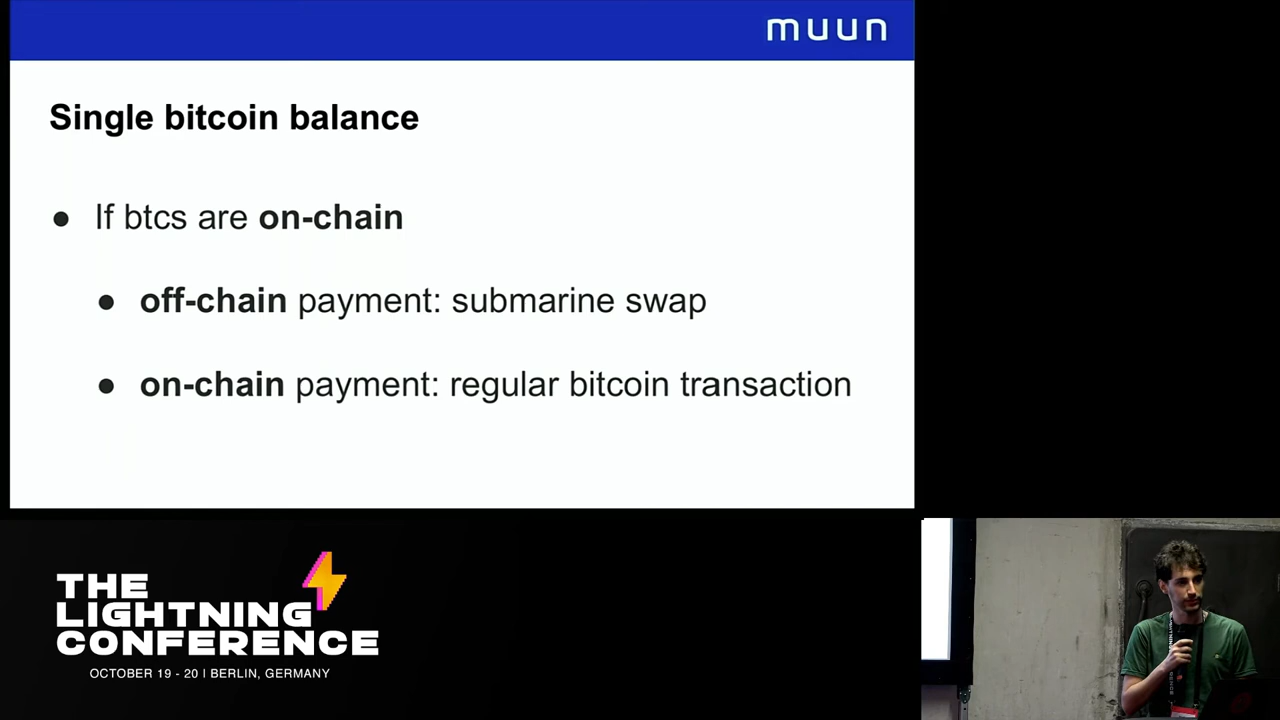 muun
Single bitcoin balance
● If btcs are on-chain
● off-chain payment: submarine swap
● on-chain payment: regular bitcoin transaction
THE
LIGHTNING
CONFERENCE
OCTOBER 19 - 20 | BERLIN, GERMANY